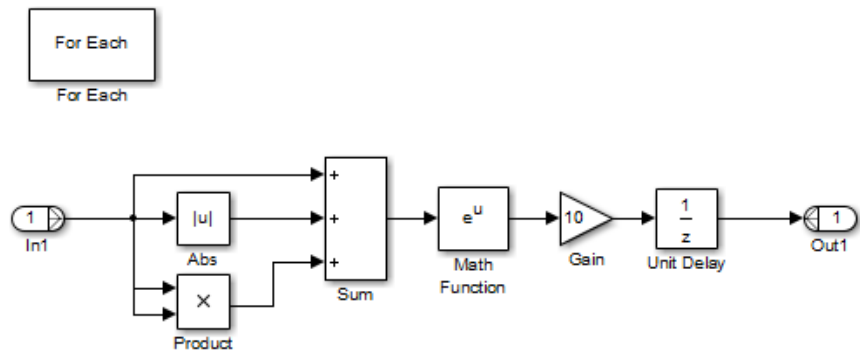 For Each
For Each
1
In1
|u|
Abs
×
Product
+
+
+
Sum
e^u
Math
Function
10
Gain
1
z
Unit Delay
1
Out1